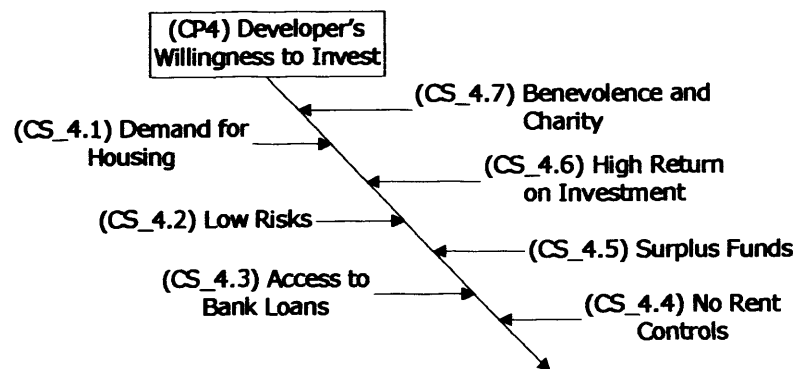 (CP4) Developer's
Willingness to Invest
(CS_4.7) Benevolence and
Charity
(CS_4.1) Demand for
Housing
(CS_4.6) High Return
on Investment
(CS_4.2) Low Risks
(CS_4.5) Surplus Funds
(CS_4.3) Access to
Bank Loans
(CS_4.4) No Rent
Controls